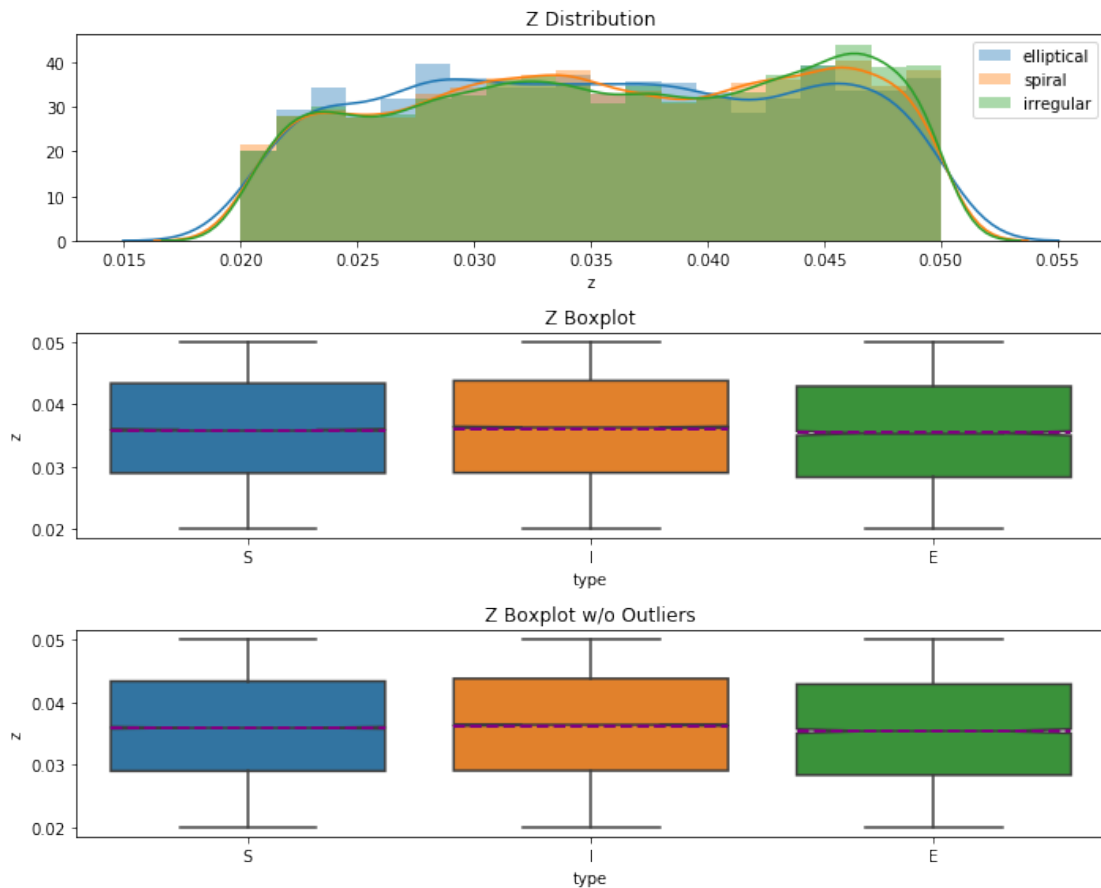 Z Distribution
40
30
20
10
0
elliptical
spiral
irregular
0.015 0.020 0.025 0.030 0.035 0.040 0.045 0.050 0.055
z
Z Boxplot
z
0.05
0.04
0.03
0.02
S I E
type
Z Boxplot w/o Outliers
z
0.05
0.04
0.03
0.02
S I E
type